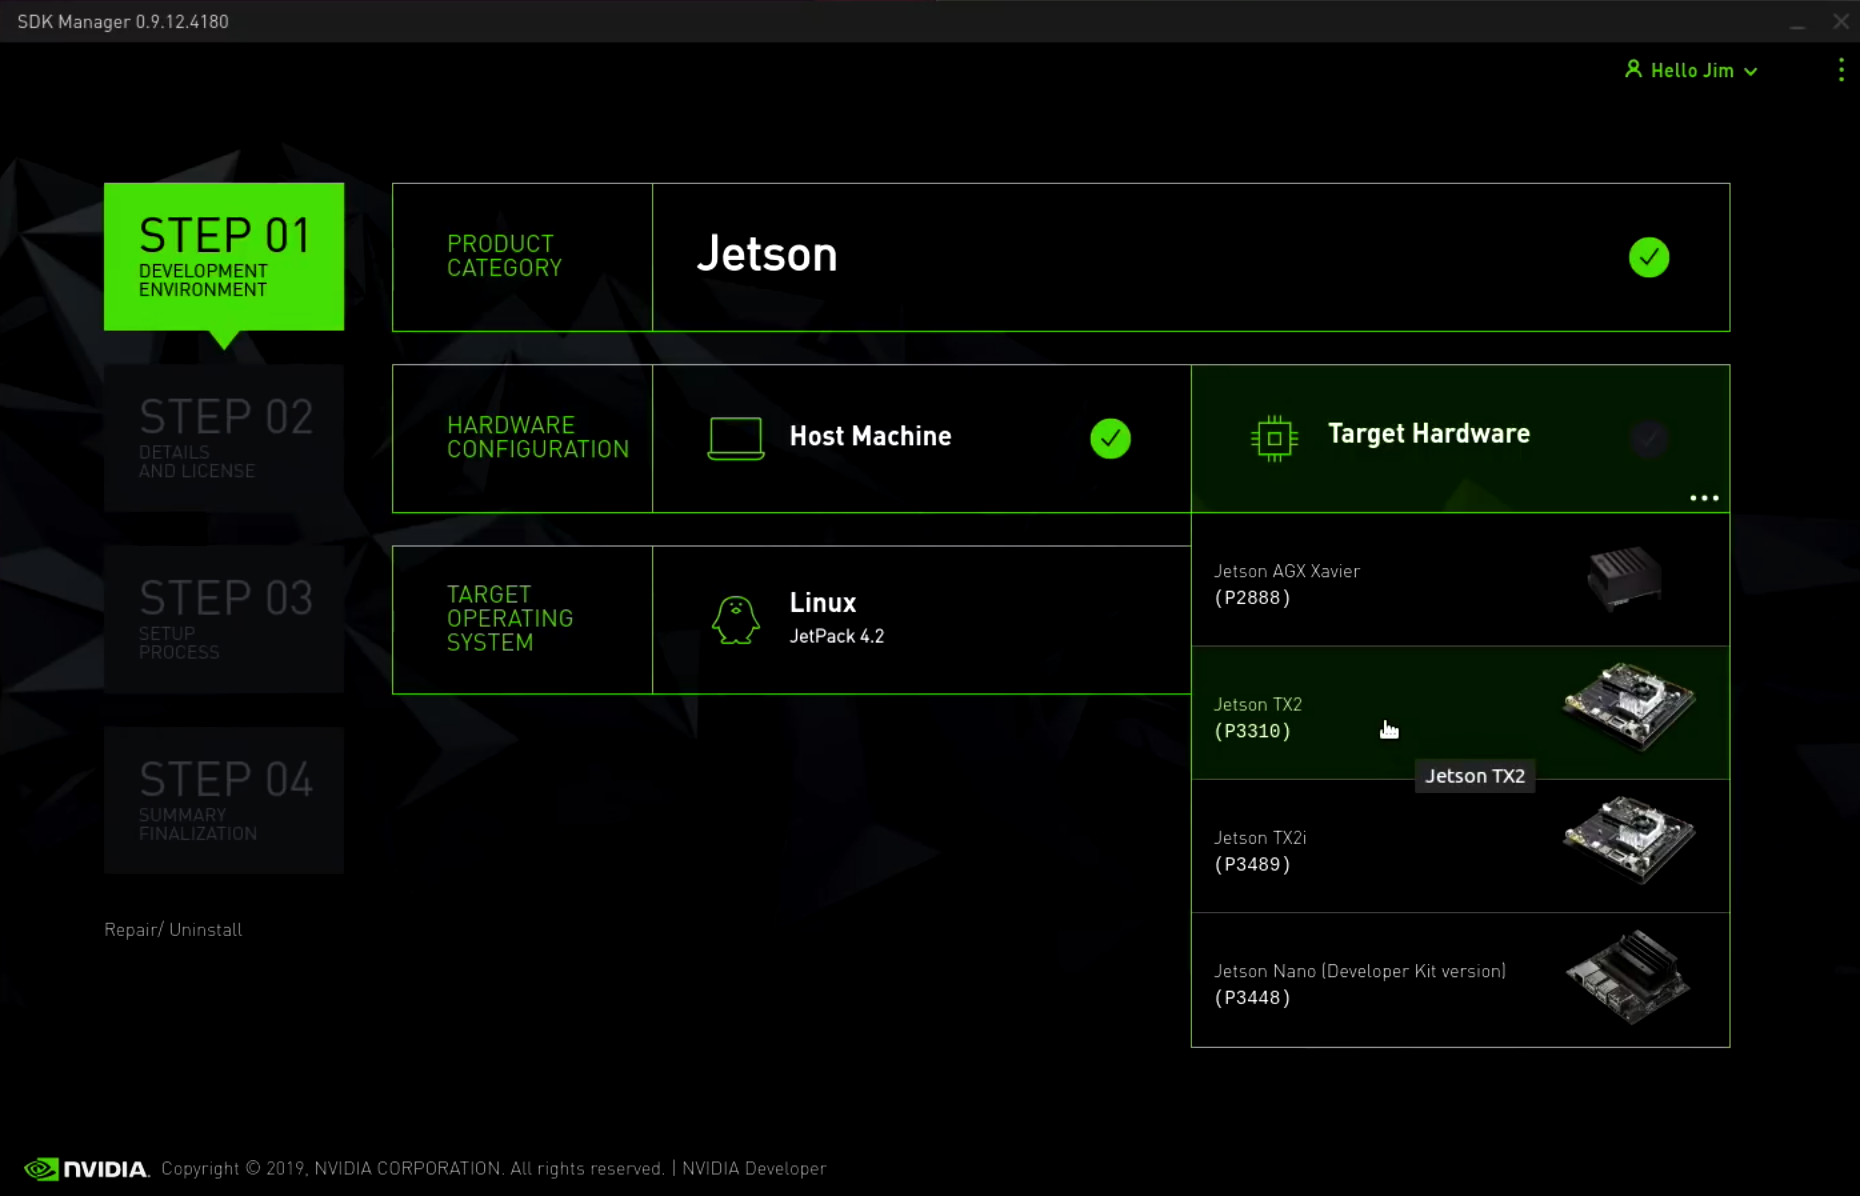 SDK Manager 0.9.12.4180
Hello Jim
STEP 01
DEVELOPMENT
ENVIRONMENT
PRODUCT
CATEGORY
Jetson
STEP 02
DETAILS
AND LICENSE
HARDWARE
CONFIGURATION
Host Machine
Target Hardware
STEP 03
SETUP
PROCESS
TARGET
OPERATING
SYSTEM
Linux
JetPack 4.2
Jetson AGX Xavier
(P2888)
Jetson TX2
(P3310)
Jetson TX2
STEP 04
SUMMARY
FINALIZATION
Jetson TX2i
(P3489)
Repair/ Uninstall
Jetson Nano (Developer Kit version)
(P3448)
NVIDIA. Copyright © 2019, NVIDIA CORPORATION. All rights reserved. | NVIDIA Developer